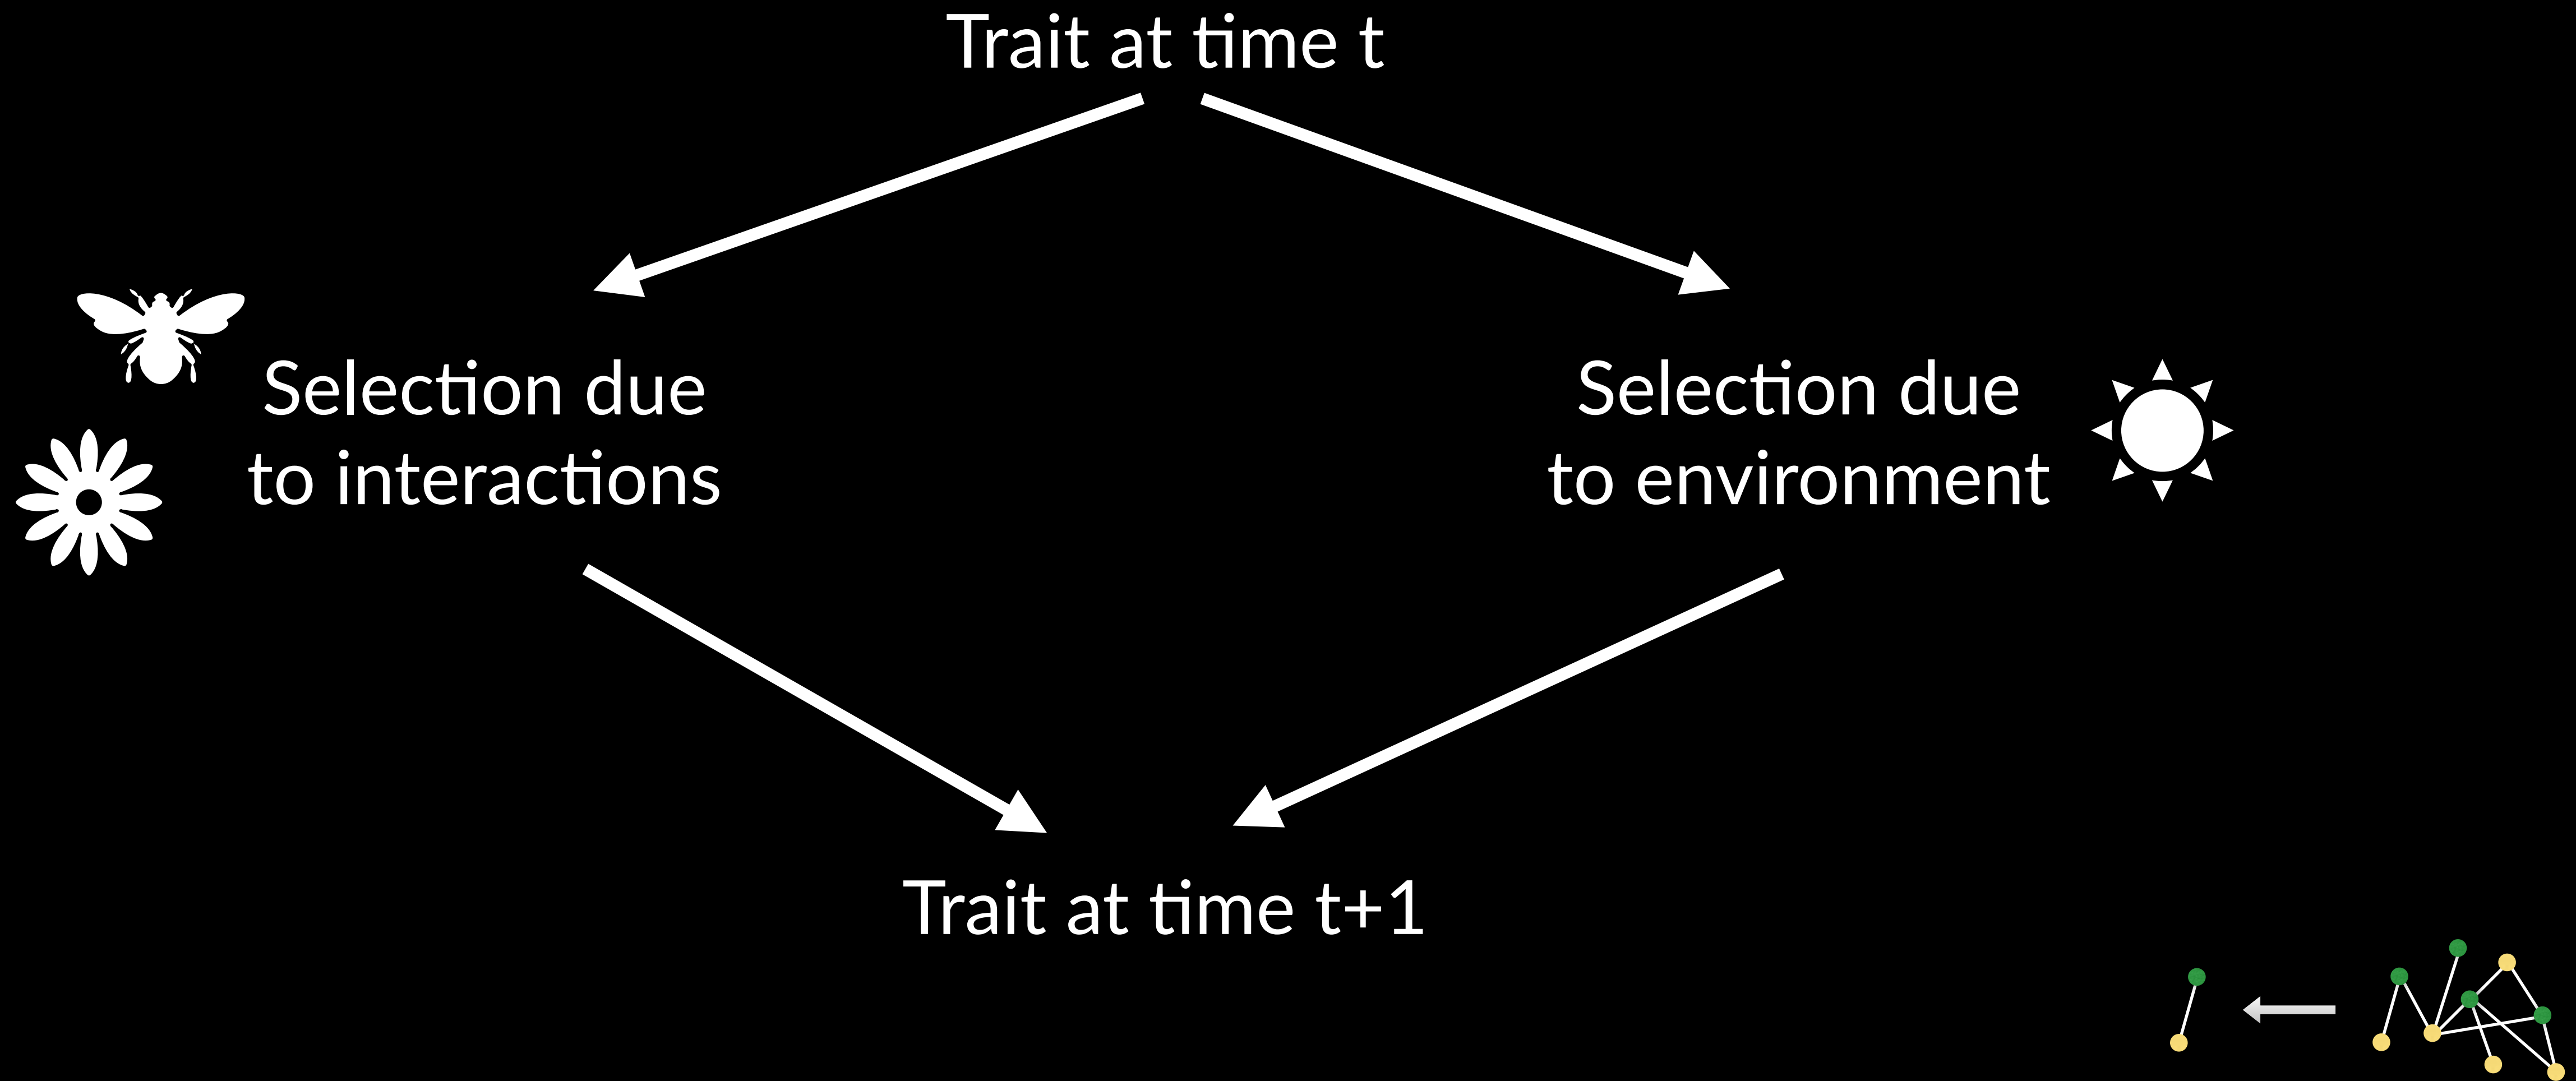 Trait at time t
Selection due
to interactions
Selection due
to environment
Trait at time t+1